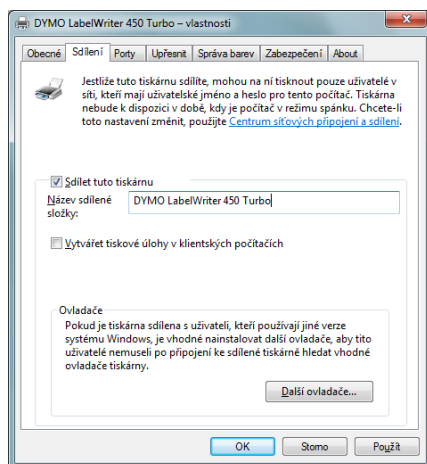 DYMO LabelWriter 450 Turbo – vlastnosti
Obecné Sdílení Porty Upřesnit Správa barev Zabezpečení About
Jestliže tuto tiskárnu sdílíte, mohou na ní tisknout pouze uživatelé v
síti, kteří mají uživatelské jméno a heslo pro tento počítač. Tiskárna
nebude k dispozici v době, kdy je počítač v režimu spánku. Chcete-li
toto nastavení změnit, použijte Centrum síťových připojení a sdílení.
Sdílet tuto tiskárnu
Název sdílené DYMO LabelWriter 450 Turbo
složky:
Vytvářet tiskové úlohy v klientských počítačích
Ovladače
Pokud je tiskárna sdílena s uživateli, kteří používají jiné verze
systému Windows, je vhodné nainstalovat další ovladače, aby tito
uživatelé nemuseli po připojení ke sdílené tiskárně hledat vhodné
ovladače tiskárny.
Další ovladače...
OK Storno Použít